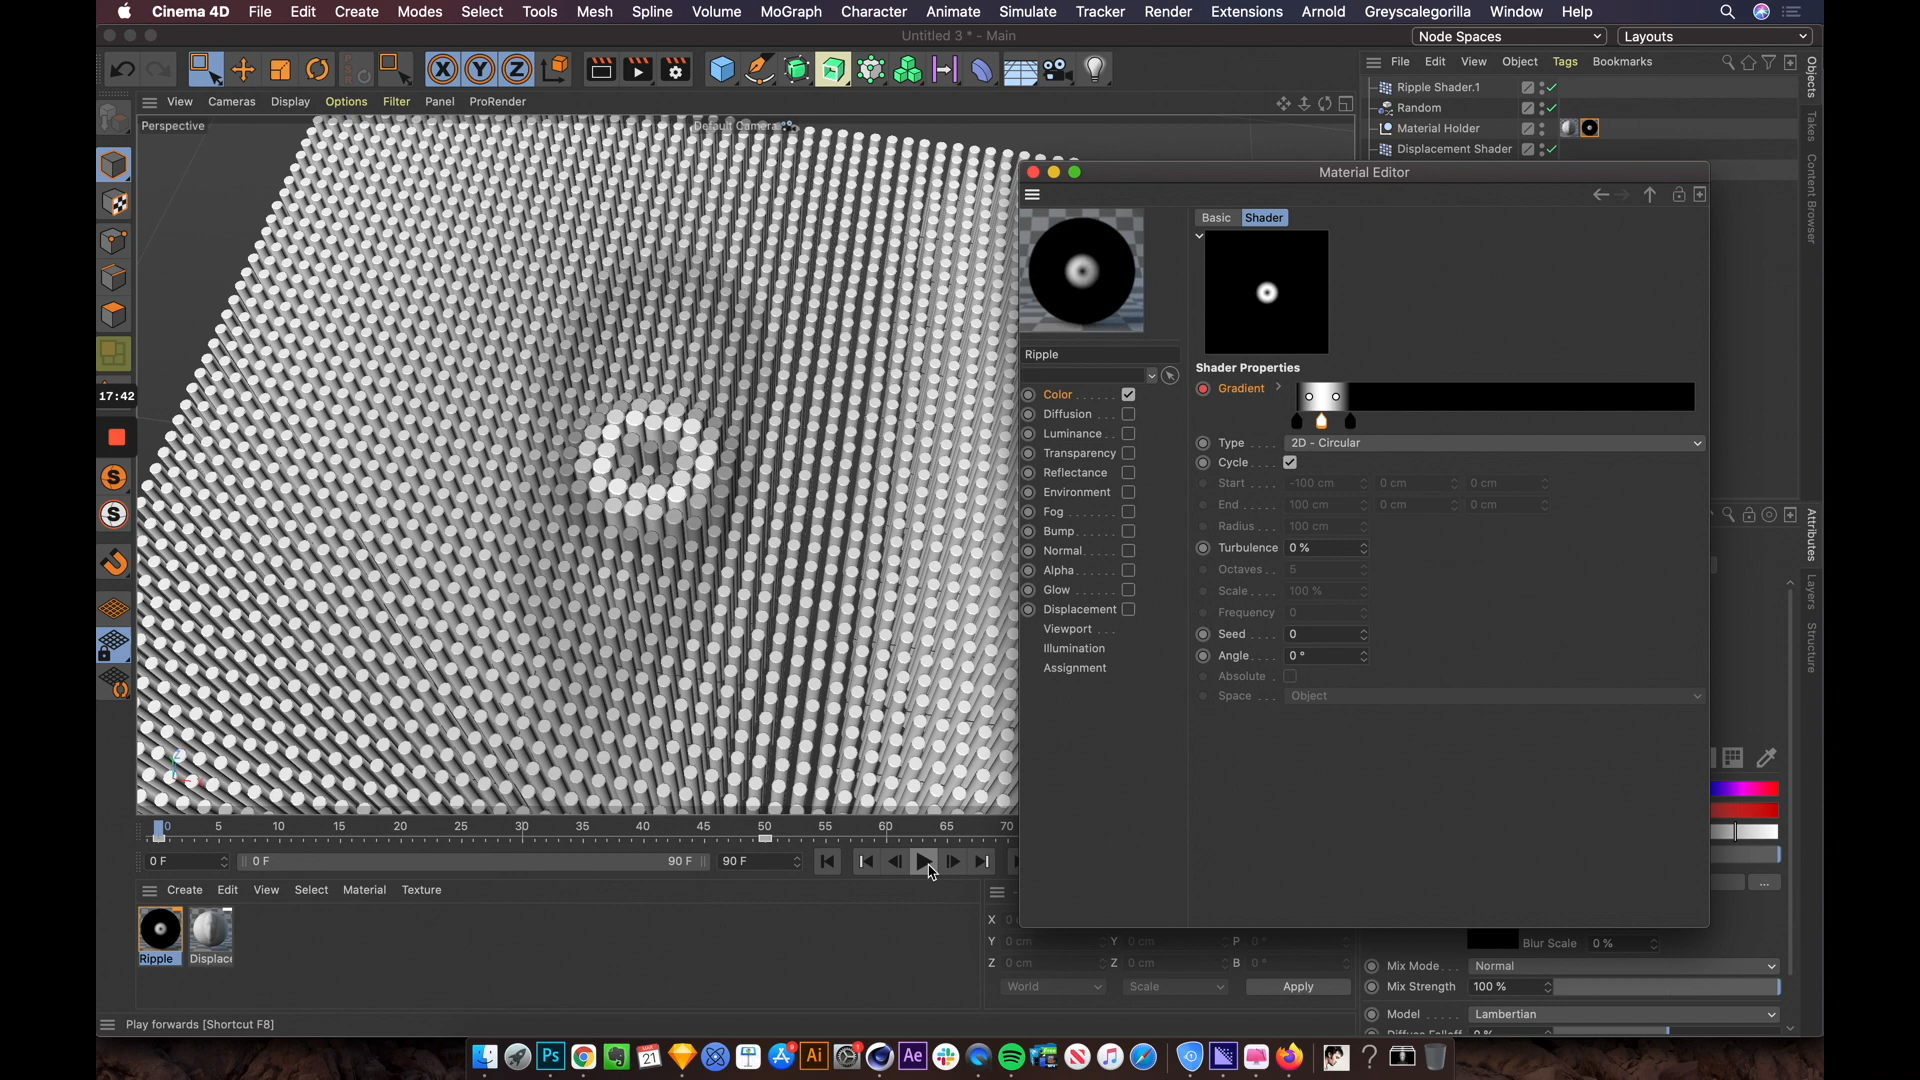 Cinema 4D File Edit Create Modes Select Tools Mesh Spline Volume MoGraph Character Animate Simulate Tracker Render Extensions Arnold Greyscalegorilla Window Help
Untitled 3 * - Main
Node Spaces
Layouts
File Edit View Object Tags Bookmarks
Ripple Shader.1
Random
Material Holder
Displacement Shader
Objects
Takes
Content Browser
View Cameras Display Options Filter Panel ProRender
Perspective
Default Camera
17:42
Material Editor
Basic Shader
Ripple
Color
Diffusion
Luminance
Transparency
Reflectance
Environment
Fog
Bump
Normal
Alpha
Glow
Displacement
Viewport
Illumination
Assignment
Shader Properties
Gradient
Type 2D - Circular
Cycle
Start -100 cm 0 cm 0 cm
End 100 cm 0 cm 0 cm
Radius 100 cm
Turbulence 0 %
Octaves 5
Scale 100 %
Frequency 0
Seed 0
Angle 0 °
Absolute
Space Object
Attributes
Layers
Structure
...
Blur Scale 0 %
Mix Mode Normal
Mix Strength 100 %
Model Lambertian
Z
X
0 5 10 15 20 25 30 35 40 45 50 55 60 65 70
0 F
0 F
90 F
90 F
Create Edit View Select Material Texture
Ripple
Displace
X
Y 0 cm Y 0 cm P 0 °
Z 0 cm Z 0 cm B 0 °
World Scale Apply
Play forwards [Shortcut F8]
Ps
MAR
21
9
Ai
1
Ae
?